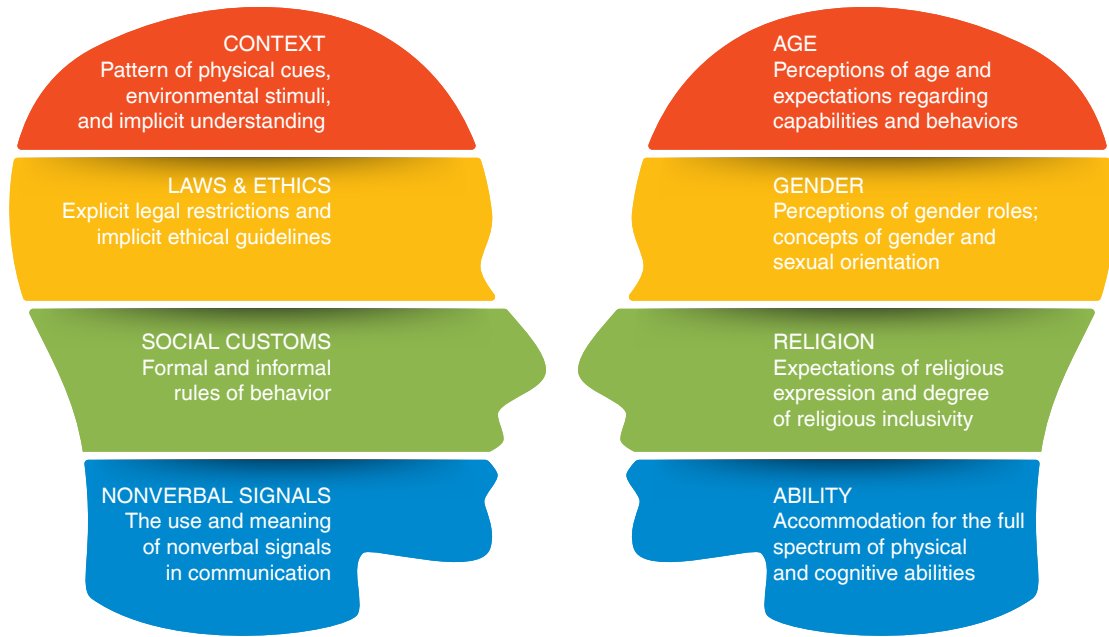 CONTEXT
Pattern of physical cues,
environmental stimuli,
and implicit understanding
LAWS & ETHICS
Explicit legal restrictions and
implicit ethical guidelines
SOCIAL CUSTOMS
Formal and informal
rules of behavior
NONVERBAL SIGNALS
The use and meaning
of nonverbal signals
in communication
AGE
Perceptions of age and
expectations regarding
capabilities and behaviors
GENDER
Perceptions of gender roles;
concepts of gender and
sexual orientation
RELIGION
Expectations of religious
expression and degree
of religious inclusivity
ABILITY
Accommodation for the full
spectrum of physical
and cognitive abilities